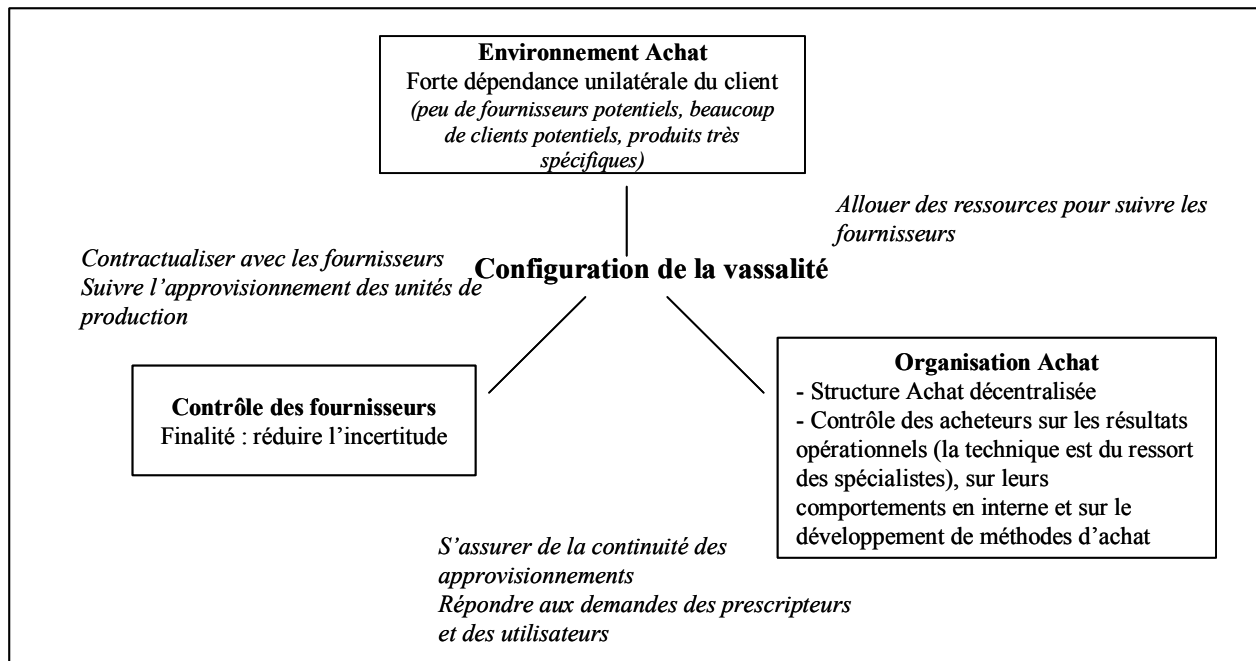 Environnement Achat
Forte dépendance unilatérale du client
(peu de fournisseurs potentiels, beaucoup
de clients potentiels, produits très
spécifiques)
Allouer des ressources pour suivre les
fournisseurs
Contractualiser avec les fournisseurs
Suivre l’approvisionnement des unités de
production
Configuration de la vassalité
Contrôle des fournisseurs
Finalité : réduire l’incertitude
Organisation Achat
- Structure Achat décentralisée
- Contrôle des acheteurs sur les résultats
opérationnels (la technique est du ressort
des spécialistes), sur leurs
comportements en interne et sur le
développement de méthodes d’achat
S’assurer de la continuité des
approvisionnements
Répondre aux demandes des prescripteurs
et des utilisateurs